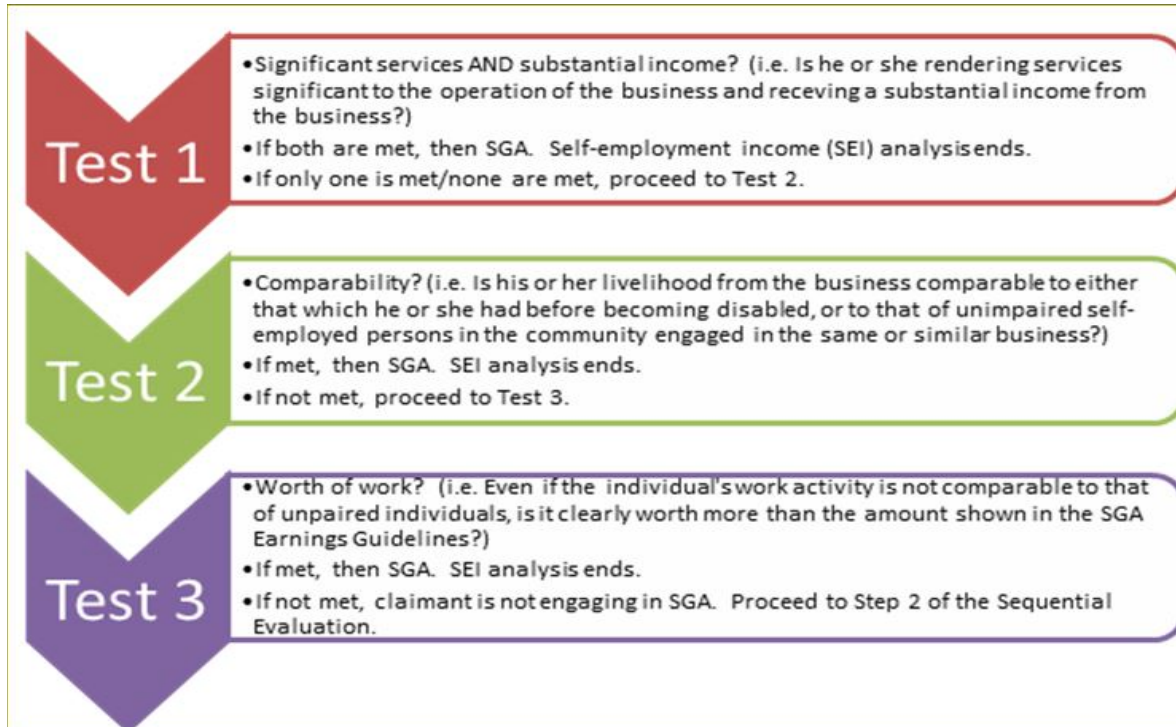 Test 1
•Significant services AND substantial income? (i.e. Is he or she rendering services
significant to the operation of the business and receving a substantial income from
the business?)
•If both are met, then SGA. Self-employment income (SEI) analysis ends.
•If only one is met/none are met, proceed to Test 2.
Test 2
•Comparability? (i.e. Is his or her livelihood from the business comparable to either
that which he or she had before becoming disabled, or to that of unimpaired self-
employed persons in the community engaged in the same or similar business?)
•If met, then SGA. SEI analysis ends.
•If not met, proceed to Test 3.
Test 3
•Worth of work? (i.e. Even if the individual's work activity is not comparable to that
of unpaired individuals, is it clearly worth more than the amount shown in the SGA
Earnings Guidelines?)
•If met, then SGA. SEI analysis ends.
•If not met, claimant is not engaging in SGA. Proceed to Step 2 of the Sequential
Evaluation.